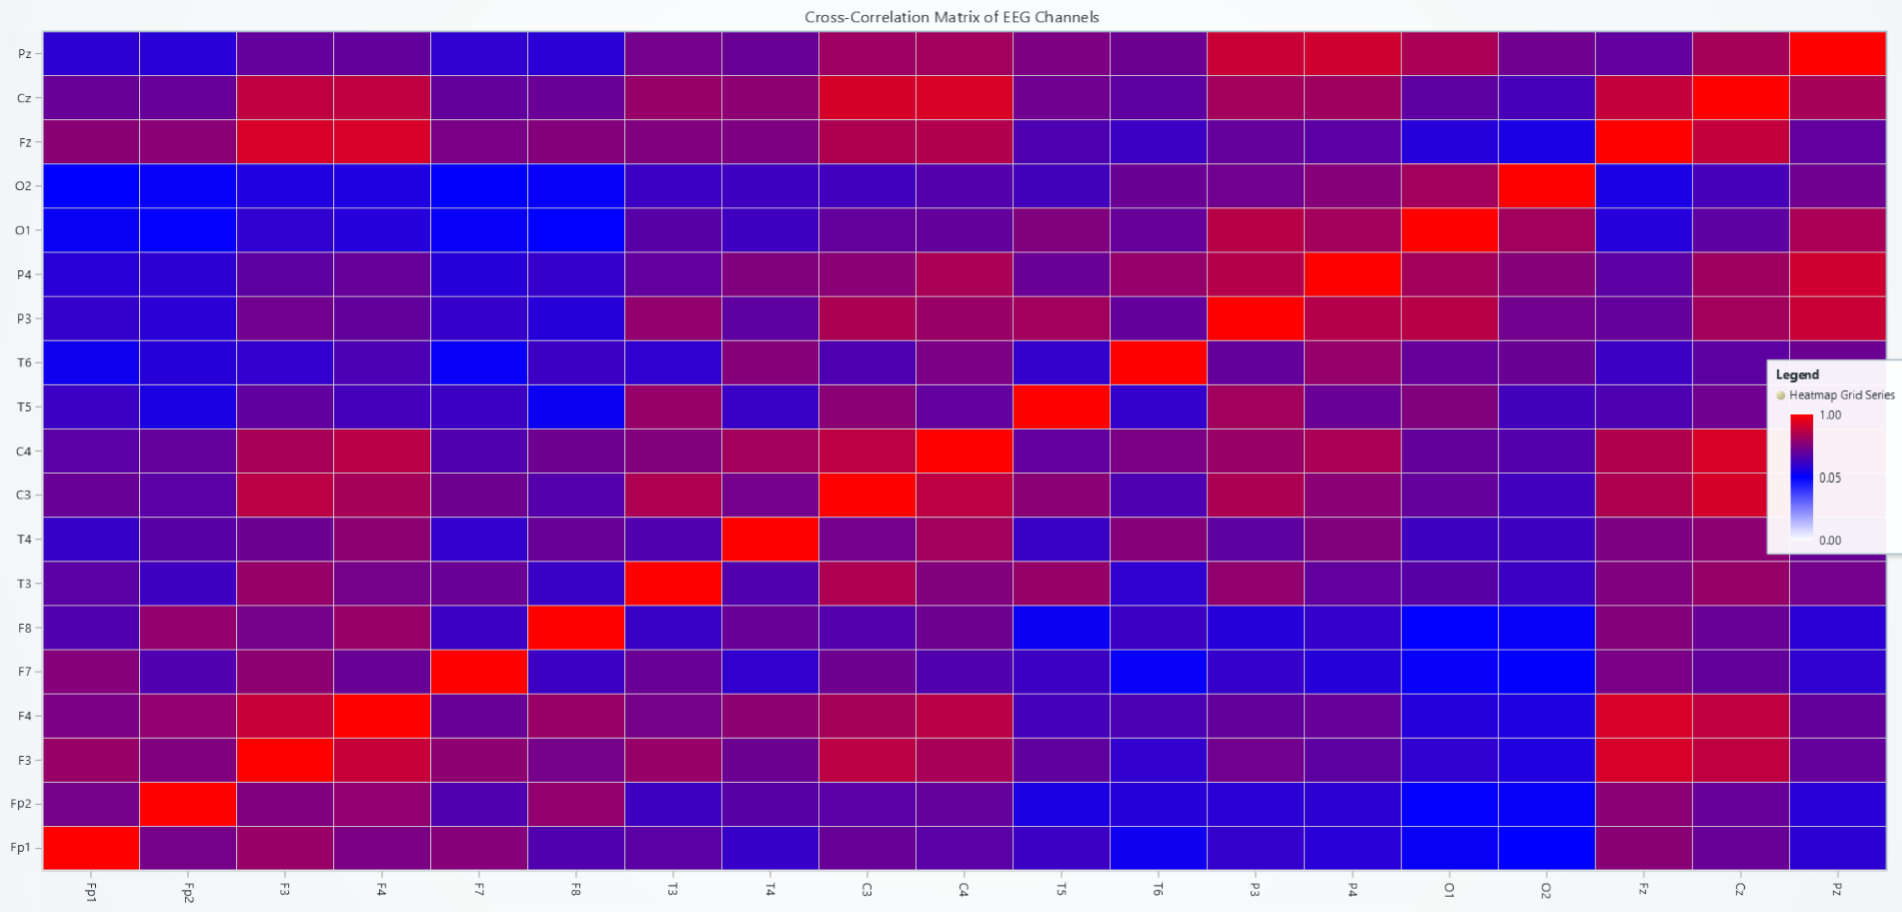 Cross-Correlation Matrix of EEG Channels
Pz
Cz
Fz
O2
O1
P4
P3
T6
T5
C4
C3
T4
T3
F8
F7
F4
F3
Fp2
Fp1
Legend
Heatmap Grid Series
1.00
0.05
0.00
Fp1 Fp2 F3 F4 F7 F8 T3 T4 C3 C4 T5 T6 P3 P4 O1 O2 Fz Cz Pz